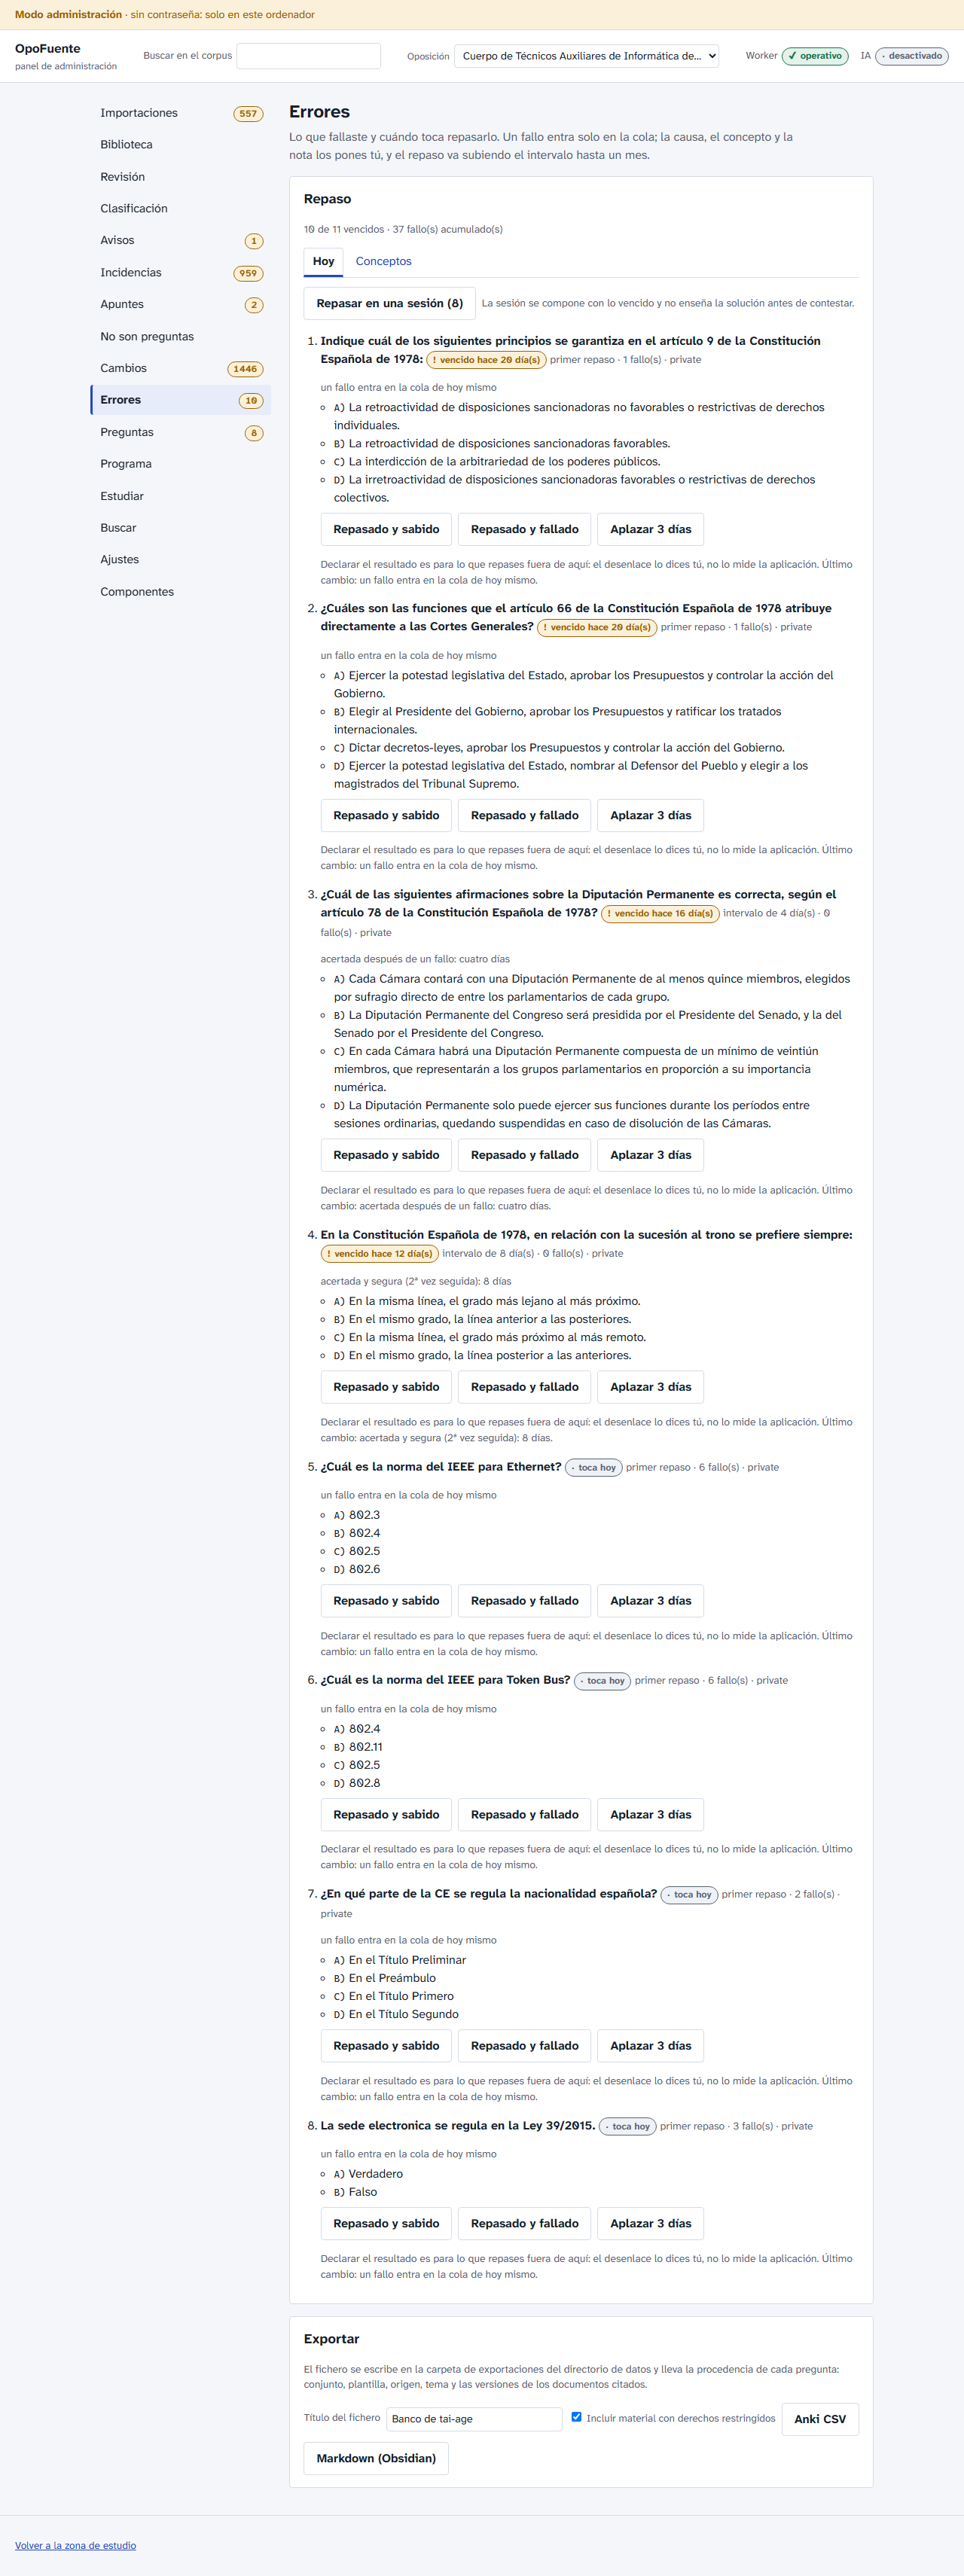 Modo administración · sin contraseña: solo en este ordenador
OpoFuente
panel de administración
Buscar en el corpus
Oposición
Cuerpo de Técnicos Auxiliares de Informática de...
Worker ✓ operativo
IA · desactivado
Importaciones 557
Biblioteca
Revisión
Clasificación
Avisos 1
Incidencias 959
Apuntes 2
No son preguntas
Cambios 1446
Errores 10
Preguntas 8
Programa
Estudiar
Buscar
Ajustes
Componentes
Errores
Lo que fallaste y cuándo toca repasarlo. Un fallo entra solo en la cola; la causa, el concepto y la
nota los pones tú, y el repaso va subiendo el intervalo hasta un mes.
Repaso
10 de 11 vencidos · 37 fallo(s) acumulado(s)
Hoy
Conceptos
Repasar en una sesión (8)
La sesión se compone con lo vencido y no enseña la solución antes de contestar.
1. Indique cuál de los siguientes principios se garantiza en el artículo 9 de la Constitución
Española de 1978: ! vencido hace 20 día(s) primer repaso · 1 fallo(s) · private
un fallo entra en la cola de hoy mismo
A) La retroactividad de disposiciones sancionadoras no favorables o restrictivas de derechos
individuales.
B) La retroactividad de disposiciones sancionadoras favorables.
C) La interdicción de la arbitrariedad de los poderes públicos.
D) La irretroactividad de disposiciones sancionadoras favorables o restrictivas de derechos
colectivos.
Repasado y sabido
Repasado y fallado
Aplazar 3 días
Declarar el resultado es para lo que repases fuera de aquí: el desenlace lo dices tú, no lo mide la aplicación. Último
cambio: un fallo entra en la cola de hoy mismo.
2. ¿Cuáles son las funciones que el artículo 66 de la Constitución Española de 1978 atribuye
directamente a las Cortes Generales? ! vencido hace 20 día(s) primer repaso · 1 fallo(s) · private
un fallo entra en la cola de hoy mismo
A) Ejercer la potestad legislativa del Estado, aprobar los Presupuestos y controlar la acción del
Gobierno.
B) Elegir al Presidente del Gobierno, aprobar los Presupuestos y ratificar los tratados
internacionales.
C) Dictar decretos-leyes, aprobar los Presupuestos y controlar la acción del Gobierno.
D) Ejercer la potestad legislativa del Estado, nombrar al Defensor del Pueblo y elegir a los
magistrados del Tribunal Supremo.
Repasado y sabido
Repasado y fallado
Aplazar 3 días
Declarar el resultado es para lo que repases fuera de aquí: el desenlace lo dices tú, no lo mide la aplicación. Último
cambio: un fallo entra en la cola de hoy mismo.
3. ¿Cuál de las siguientes afirmaciones sobre la Diputación Permanente es correcta, según el
artículo 78 de la Constitución Española de 1978? ! vencido hace 16 día(s) intervalo de 4 día(s) · 0
fallo(s) · private
acertada después de un fallo: cuatro días
A) Cada Cámara contará con una Diputación Permanente de al menos quince miembros, elegidos
por sufragio directo de entre los parlamentarios de cada grupo.
B) La Diputación Permanente del Congreso será presidida por el Presidente del Senado, y la del
Senado por el Presidente del Congreso.
C) En cada Cámara habrá una Diputación Permanente compuesta de un mínimo de veintiún
miembros, que representarán a los grupos parlamentarios en proporción a su importancia
numérica.
D) La Diputación Permanente solo puede ejercer sus funciones durante los períodos entre
sesiones ordinarias, quedando suspendidas en caso de disolución de las Cámaras.
Repasado y sabido
Repasado y fallado
Aplazar 3 días
Declarar el resultado es para lo que repases fuera de aquí: el desenlace lo dices tú, no lo mide la aplicación. Último
cambio: acertada después de un fallo: cuatro días.
4. En la Constitución Española de 1978, en relación con la sucesión al trono se prefiere siempre:
! vencido hace 12 día(s) intervalo de 8 día(s) · 0 fallo(s) · private
acertada y segura (2ª vez seguida): 8 días
A) En la misma línea, el grado más lejano al más próximo.
B) En el mismo grado, la línea anterior a las posteriores.
C) En la misma línea, el grado más próximo al más remoto.
D) En el mismo grado, la línea posterior a las anteriores.
Repasado y sabido
Repasado y fallado
Aplazar 3 días
Declarar el resultado es para lo que repases fuera de aquí: el desenlace lo dices tú, no lo mide la aplicación. Último
cambio: acertada y segura (2ª vez seguida): 8 días.
5. ¿Cuál es la norma del IEEE para Ethernet? · toca hoy primer repaso · 6 fallo(s) · private
un fallo entra en la cola de hoy mismo
A) 802.3
B) 802.4
C) 802.5
D) 802.6
Repasado y sabido
Repasado y fallado
Aplazar 3 días
Declarar el resultado es para lo que repases fuera de aquí: el desenlace lo dices tú, no lo mide la aplicación. Último
cambio: un fallo entra en la cola de hoy mismo.
6. ¿Cuál es la norma del IEEE para Token Bus? · toca hoy primer repaso · 6 fallo(s) · private
un fallo entra en la cola de hoy mismo
A) 802.4
B) 802.11
C) 802.5
D) 802.8
Repasado y sabido
Repasado y fallado
Aplazar 3 días
Declarar el resultado es para lo que repases fuera de aquí: el desenlace lo dices tú, no lo mide la aplicación. Último
cambio: un fallo entra en la cola de hoy mismo.
7. ¿En qué parte de la CE se regula la nacionalidad española? · toca hoy primer repaso · 2 fallo(s) ·
private
un fallo entra en la cola de hoy mismo
A) En el Título Preliminar
B) En el Preámbulo
C) En el Título Primero
D) En el Título Segundo
Repasado y sabido
Repasado y fallado
Aplazar 3 días
Declarar el resultado es para lo que repases fuera de aquí: el desenlace lo dices tú, no lo mide la aplicación. Último
cambio: un fallo entra en la cola de hoy mismo.
8. La sede electronica se regula en la Ley 39/2015. · toca hoy primer repaso · 3 fallo(s) · private
un fallo entra en la cola de hoy mismo
A) Verdadero
B) Falso
Repasado y sabido
Repasado y fallado
Aplazar 3 días
Declarar el resultado es para lo que repases fuera de aquí: el desenlace lo dices tú, no lo mide la aplicación. Último
cambio: un fallo entra en la cola de hoy mismo.
Exportar
El fichero se escribe en la carpeta de exportaciones del directorio de datos y lleva la procedencia de cada pregunta:
conjunto, plantilla, origen, tema y las versiones de los documentos citados.
Título del fichero
Banco de tai-age
Incluir material con derechos restringidos
Anki CSV
Markdown (Obsidian)
Volver a la zona de estudio